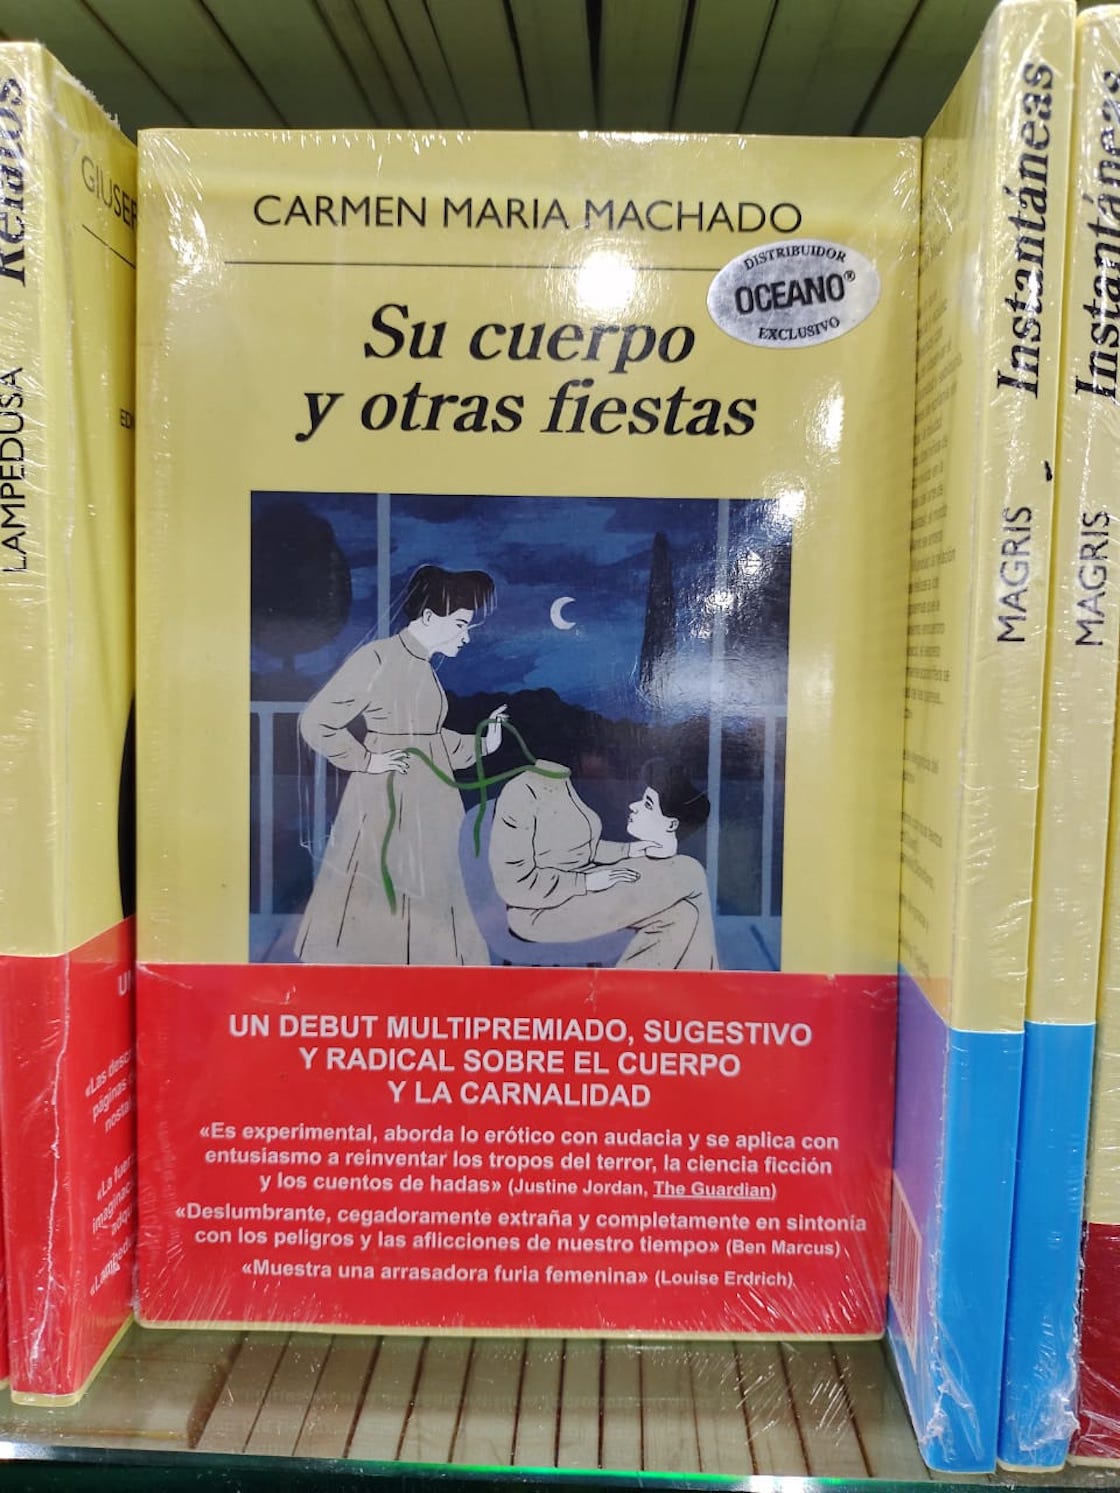 CARMEN MARIA MACHADO
DISTRIBUIDOR
OCEANO®
EXCLUSIVO
Su cuerpo
y otras fiestas
UN DEBUT MULTIPREMIADO, SUGESTIVO
Y RADICAL SOBRE EL CUERPO
Y LA CARNALIDAD
«Es experimental, aborda lo erótico con audacia y se aplica con
entusiasmo a reinventar los tropos del terror, la ciencia ficción
y los cuentos de hadas» (Justine Jordan, The Guardian)
«Deslumbrante, cegadoramente extraña y completamente en sintonía
con los peligros y las aflicciones de nuestro tiempo» (Ben Marcus)
«Muestra una arrasadora furia femenina» (Louise Erdrich)
Relatos
LAMPEDUSA
GIUSEP
Instantáneas
MAGRIS
Instantáneas
MAGRIS